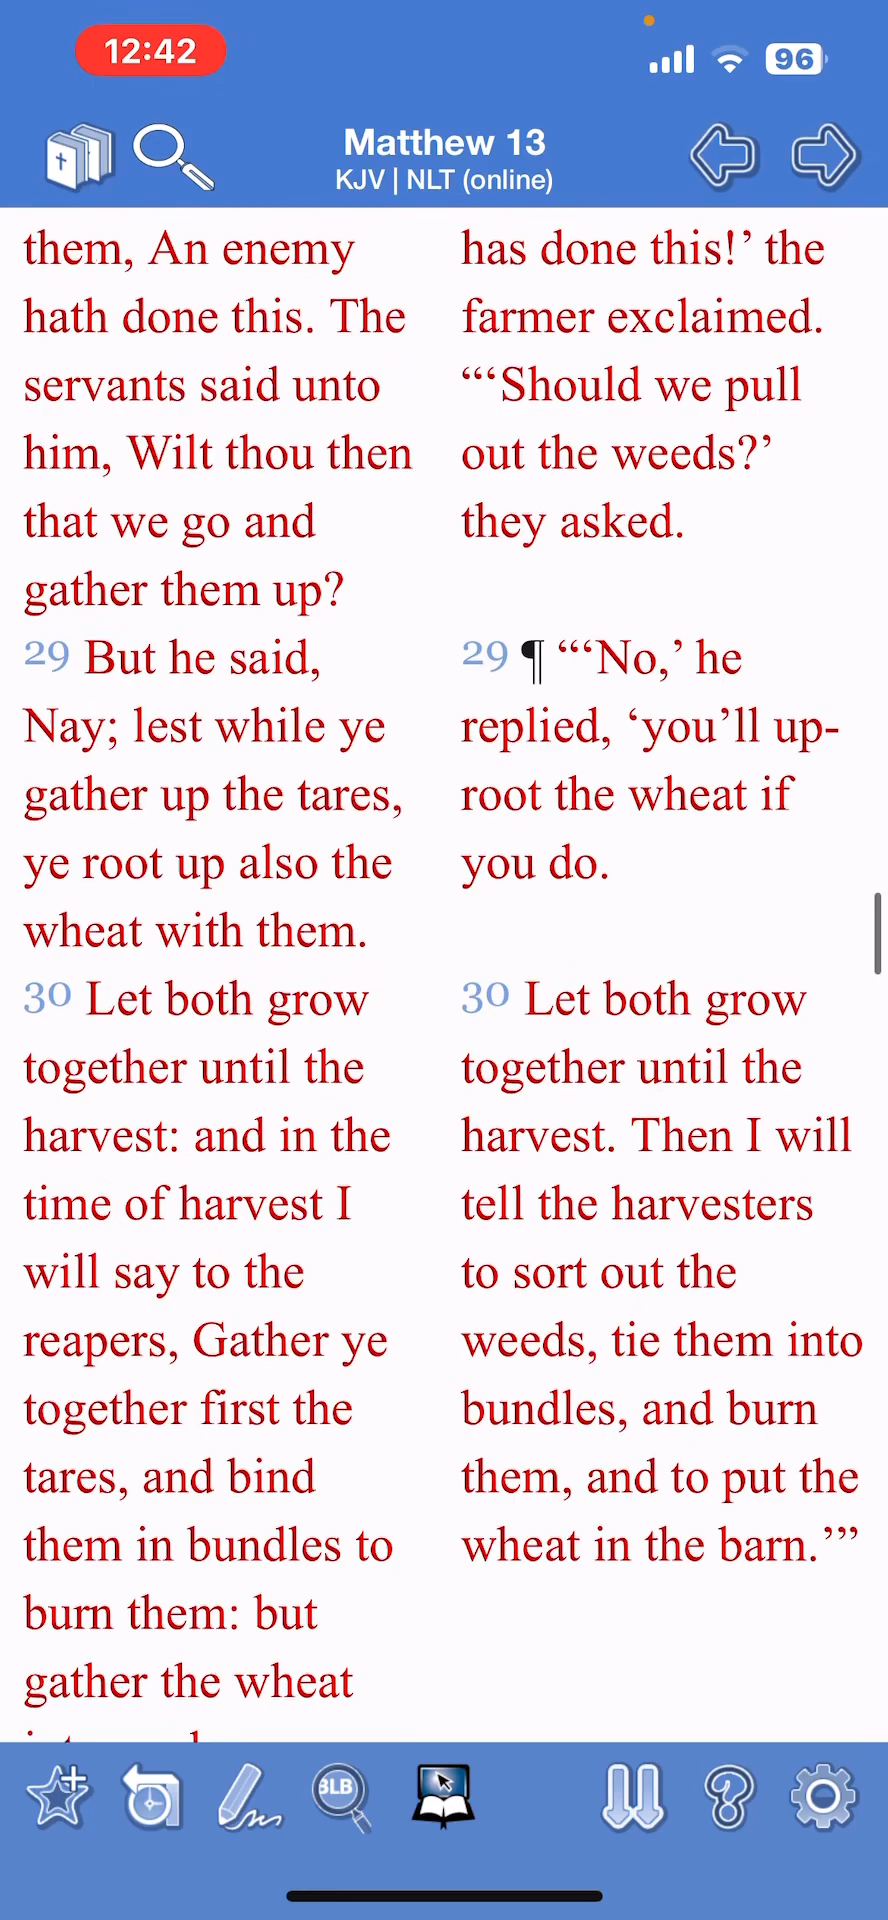 12:42
96
Matthew 13
KJV | NLT (online)
them, An enemy
hath done this. The
servants said unto
him, Wilt thou then
that we go and
gather them up?
29 But he said,
Nay; lest while ye
gather up the tares,
ye root up also the
wheat with them.
30 Let both grow
together until the
harvest: and in the
time of harvest I
will say to the
reapers, Gather ye
together first the
tares, and bind
them in bundles to
burn them: but
gather the wheat
has done this!’ the
farmer exclaimed.
“‘Should we pull
out the weeds?’
they asked.
29 ¶ “‘No,’ he
replied, ‘you’ll up-
root the wheat if
you do.
30 Let both grow
together until the
harvest. Then I will
tell the harvesters
to sort out the
weeds, tie them into
bundles, and burn
them, and to put the
wheat in the barn.’”
BLB